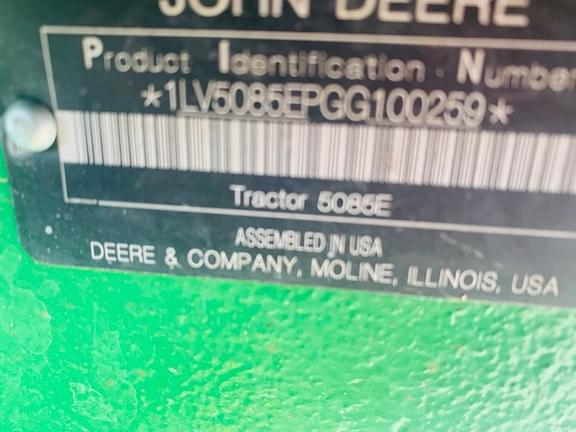 JOHN DEERE
Product Identification Number
*1LV5085EPGG100259*
Tractor 5085E
ASSEMBLED IN USA
DEERE & COMPANY, MOLINE, ILLINOIS, USA